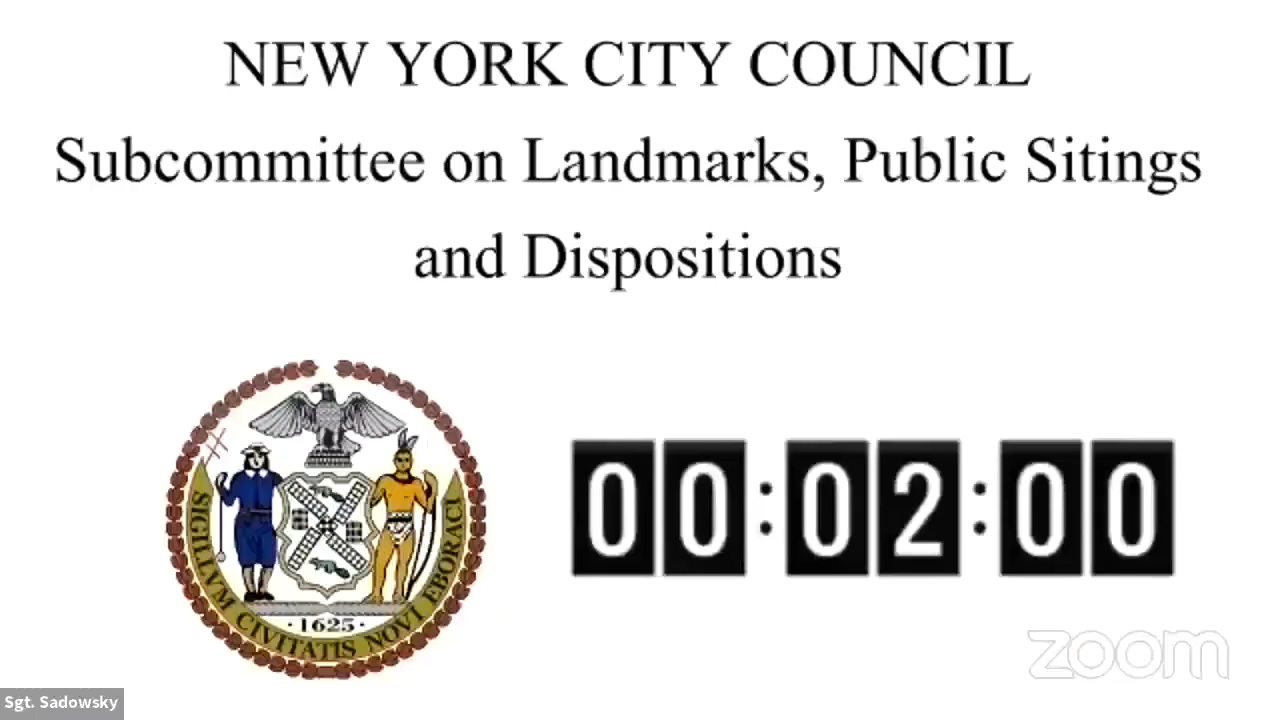 NEW YORK CITY COUNCIL
Subcommittee on Landmarks, Public Sitings
and Dispositions
SIGILLVM CIVITATIS NOVI EBORACI
·1625·
00:02:00
zoom
Sgt. Sadowsky